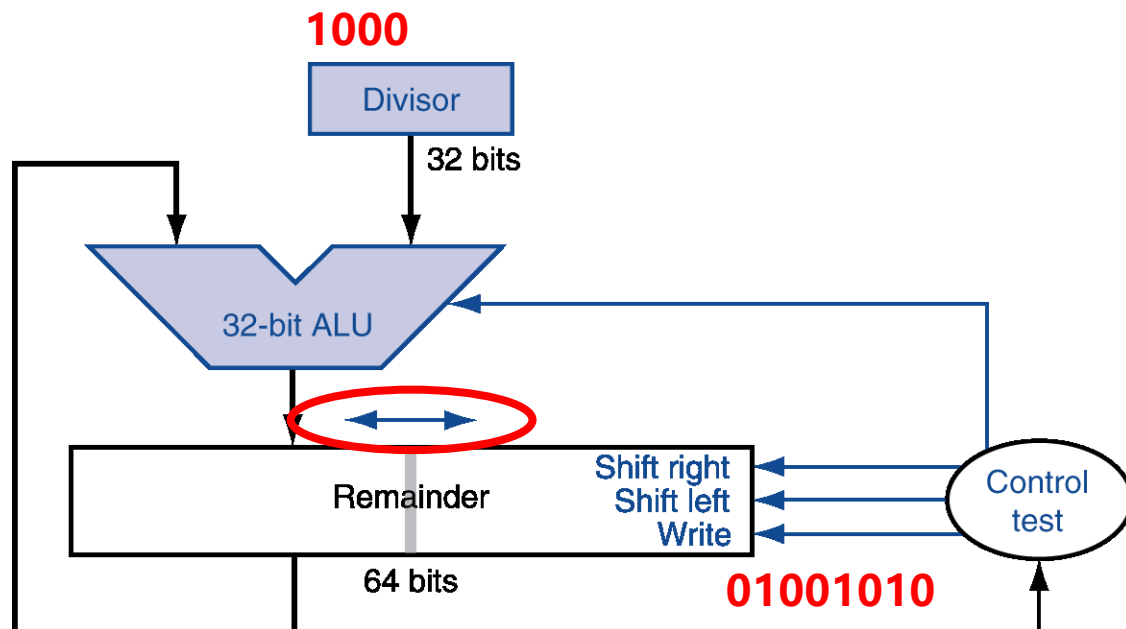 1000
Divisor
32 bits
32-bit ALU
Shift right
Remainder
Shift left
Write
Control
test
64 bits
01001010